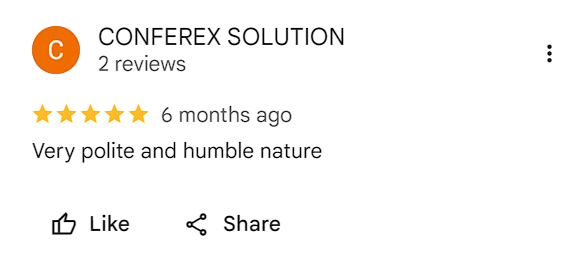 C
CONFEREX SOLUTION
2 reviews
6 months ago
Very polite and humble nature
Like
Share